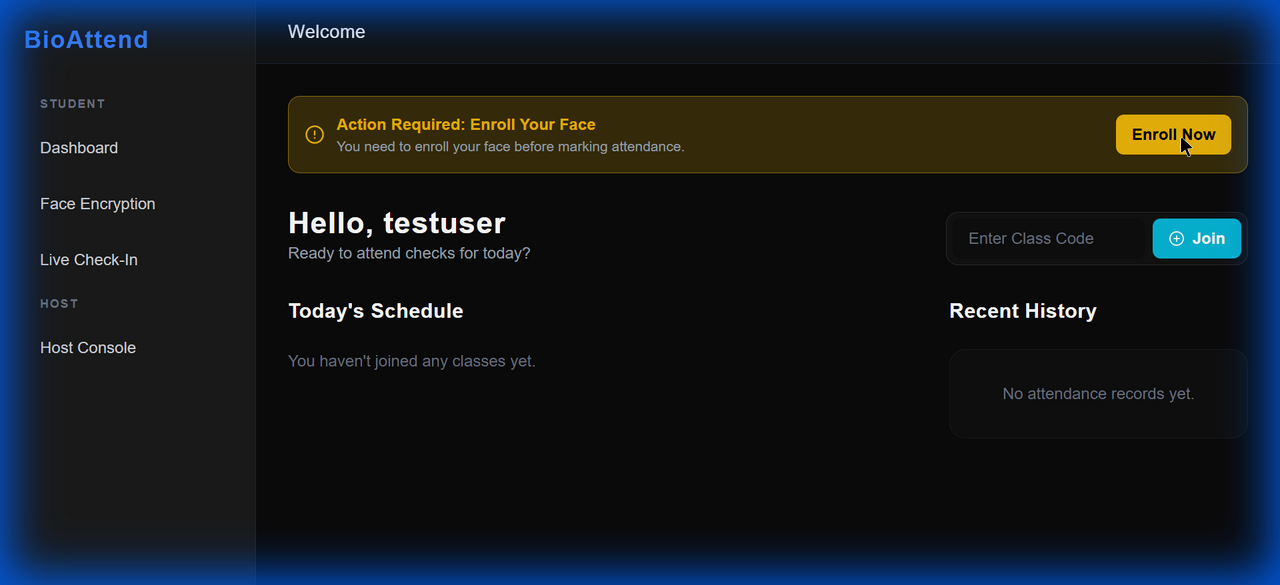 BioAttend
STUDENT
Dashboard
Face Encryption
Live Check-In
HOST
Host Console
Welcome
Action Required: Enroll Your Face
You need to enroll your face before marking attendance.
Enroll Now
Hello, testuser
Ready to attend checks for today?
Enter Class Code
Join
Today's Schedule
You haven't joined any classes yet.
Recent History
No attendance records yet.